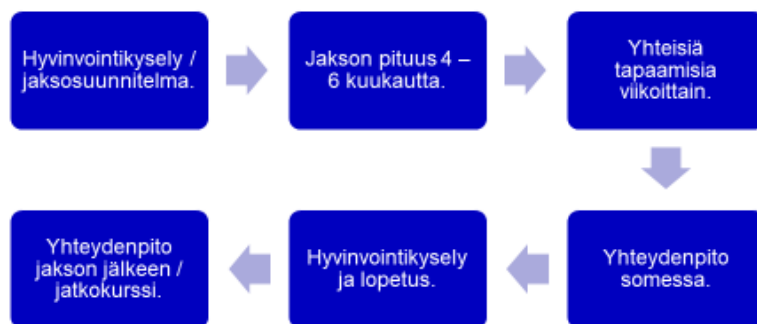 Hyvinvointikysely /
jaksosuunnitelma.
Jakson pituus 4 –
6 kuukautta.
Yhteisiä
tapaamisia
viikoittain.
Yhteydenpito
somessa.
Hyvinvointikysely
ja lopetus.
Yhteydenpito
jakson jälkeen /
jatkokurssi.